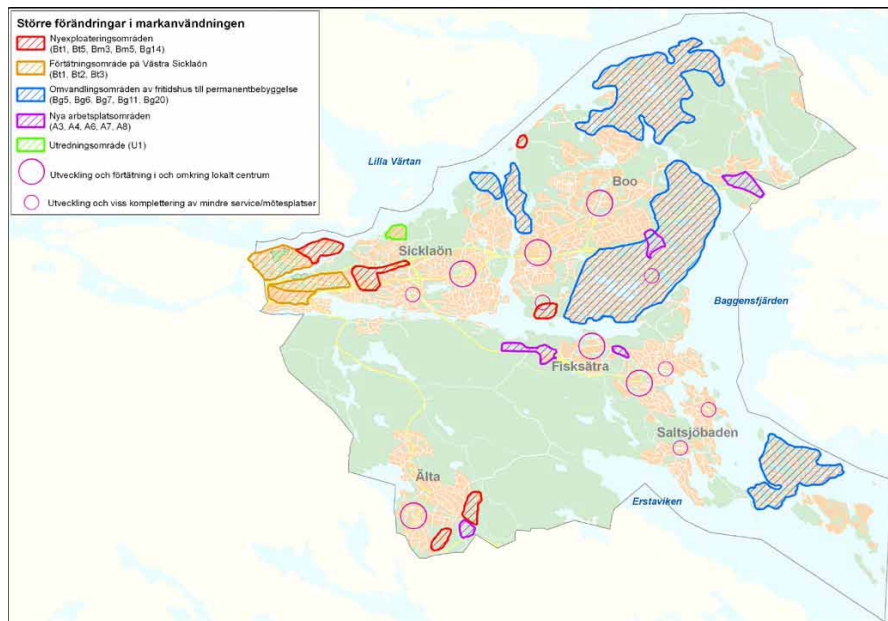 Större förändringar i markanvändningen
Nyexploateringsområden
(Bt1, Bt5, Bm3, Bm5, Bg14)
Förtätningsområde på Västra Sicklaön
(Bt1, Bt2, Bt3)
Omvandlingsområden av fritidshus till permanentbebyggelse
(Bg5, Bg6, Bg7, Bg11, Bg20)
Nya arbetsplatsområden
(A3, A4, A6, A7, A8)
Utredningsområde (U1)
Utveckling och förtätning i och omkring lokalt centrum
Utveckling och viss komplettering av mindre service/mötesplatser
Lilla Värtan
Boo
Sicklaön
Baggensfjärden
Fisksätra
Saltsjöbaden
Älta
Erstaviken